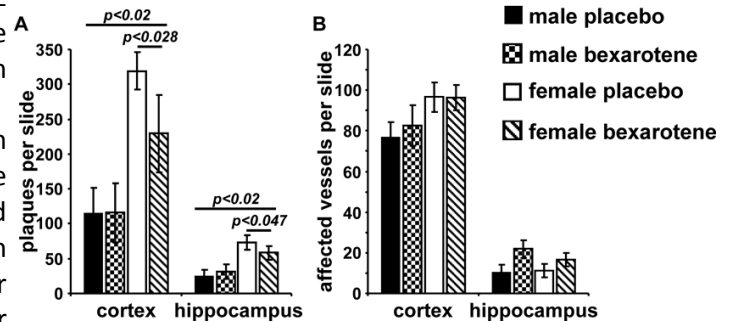 e
n
n
e
d
n
r
r
A
p<0.02
p<0.028
plaques per slide
350
300
250
200
150
100
50
0
p<0.02
p<0.047
cortex hippocampus
B
affected vessels per slide
120
100
80
60
40
20
0
cortex hippocampus
male placebo
male bexarotene
female placebo
female bexarotene